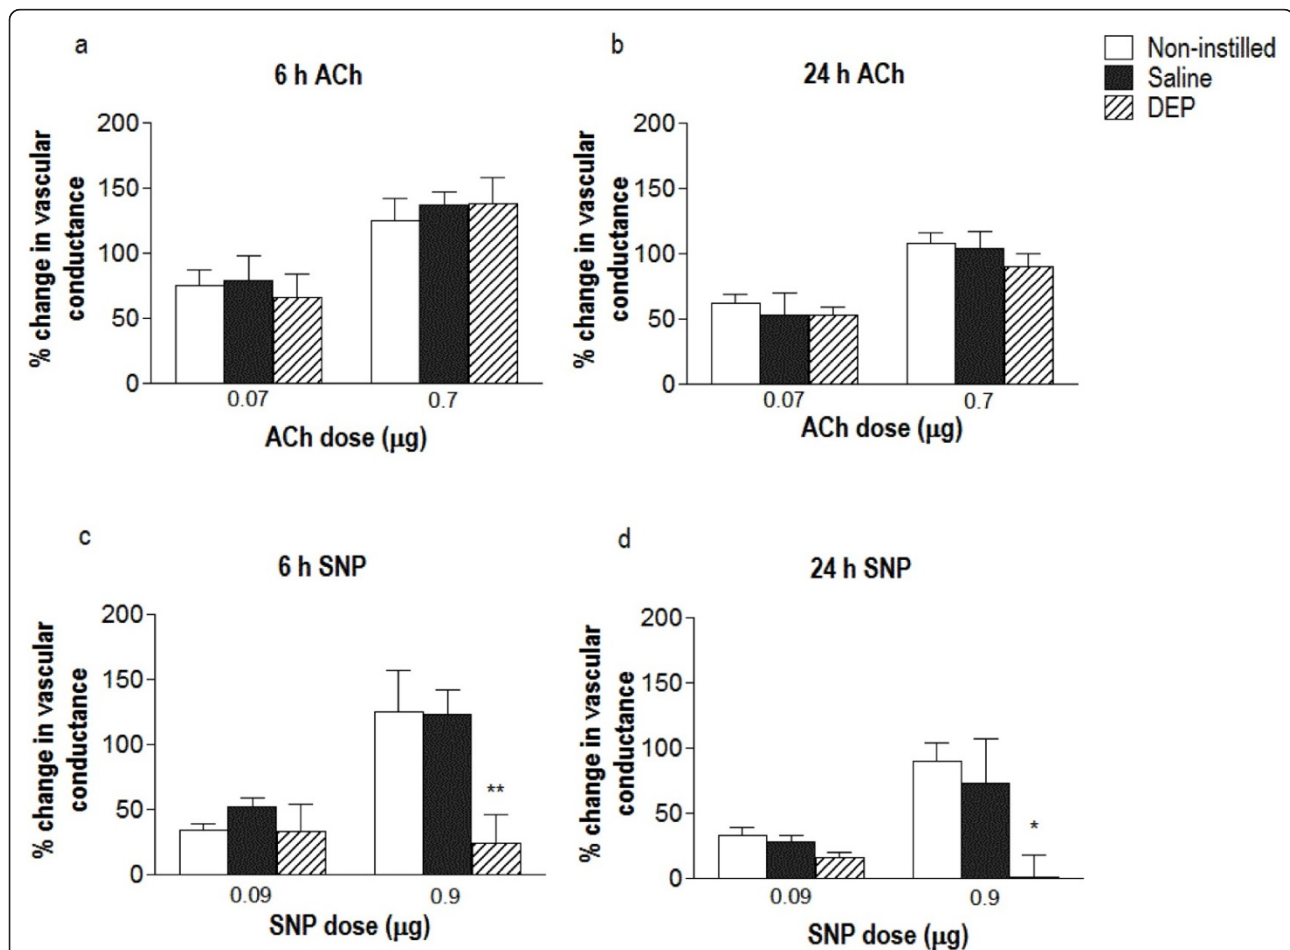 a
6 h ACh
% change in vascular
conductance
200
150
100
50
0
0.07 0.7
ACh dose (µg)
b
24 h ACh
% change in vascular
conductance
200
150
100
50
0
0.07 0.7
ACh dose (µg)
Non-instilled
Saline
DEP
c
6 h SNP
% change in vascular
conductance
200
150
100
50
0
**
0.09 0.9
SNP dose (µg)
d
24 h SNP
% change in vascular
conductance
200
150
100
50
0
*
0.09 0.9
SNP dose (µg)